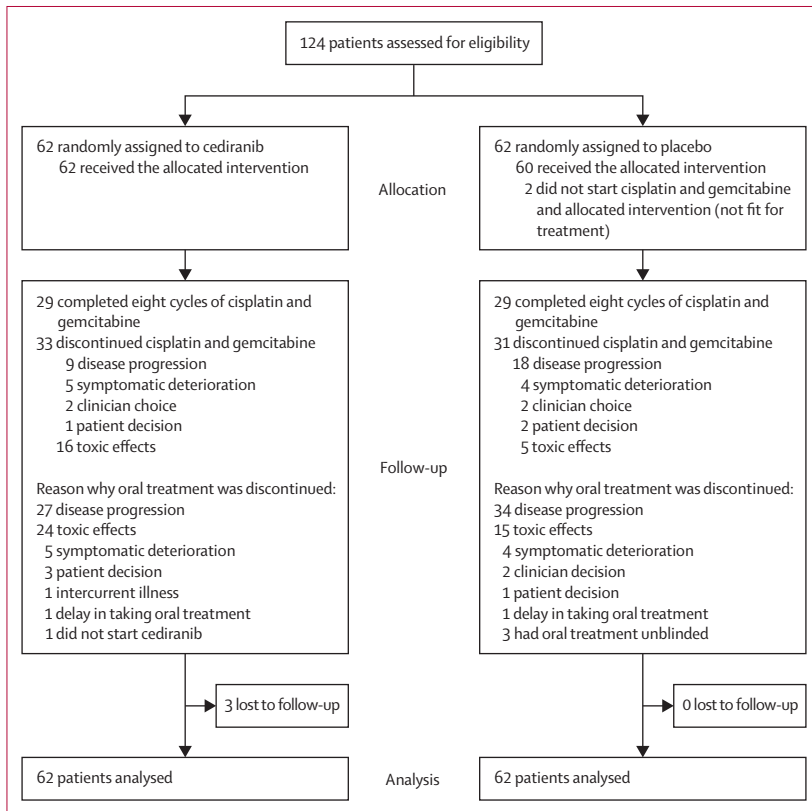 124 patients assessed for eligibility
62 randomly assigned to cediranib
62 received the allocated intervention
Allocation
62 randomly assigned to placebo
60 received the allocated intervention
2 did not start cisplatin and gemcitabine
and allocated intervention (not fit for
treatment)
29 completed eight cycles of cisplatin and
gemcitabine
33 discontinued cisplatin and gemcitabine
9 disease progression
5 symptomatic deterioration
2 clinician choice
1 patient decision
16 toxic effects
Reason why oral treatment was discontinued:
27 disease progression
24 toxic effects
5 symptomatic deterioration
3 patient decision
1 intercurrent illness
1 delay in taking oral treatment
1 did not start cediranib
Follow-up
29 completed eight cycles of cisplatin and
gemcitabine
31 discontinued cisplatin and gemcitabine
18 disease progression
4 symptomatic deterioration
2 clinician choice
2 patient decision
5 toxic effects
Reason why oral treatment was discontinued:
34 disease progression
15 toxic effects
4 symptomatic deterioration
2 clinician decision
1 patient decision
1 delay in taking oral treatment
3 had oral treatment unblinded
3 lost to follow-up
0 lost to follow-up
62 patients analysed
Analysis
62 patients analysed